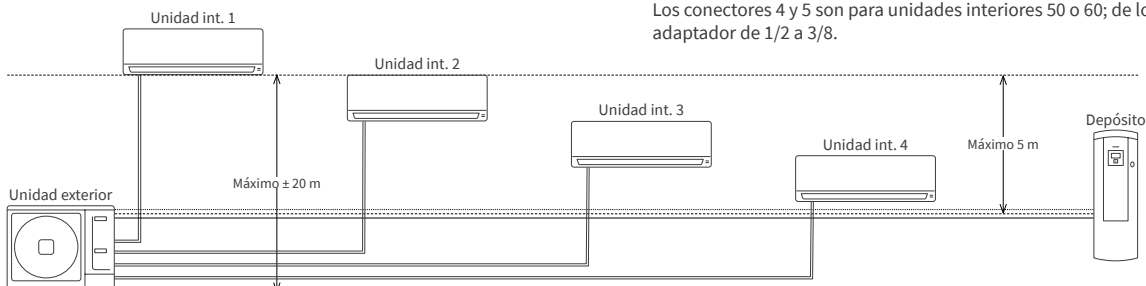 Los conectores 4 y 5 son para unidades interiores 50 o 60; de lo
adaptador de 1/2 a 3/8.
Unidad int. 1
Unidad int. 2
Unidad int. 3
Unidad int. 4
Depósito
Máximo 5 m
Máximo ± 20 m
Unidad exterior